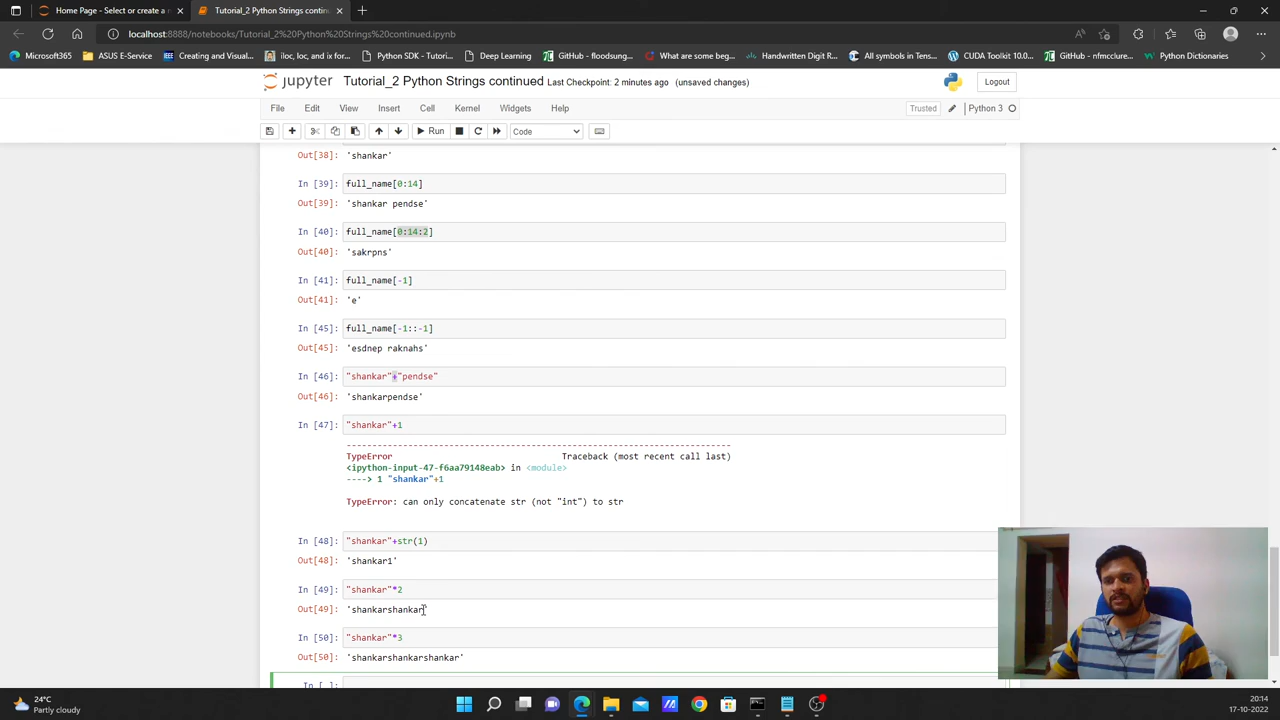 Home Page - Select or create a n
Tutorial_2 Python Strings contin
localhost:8888/notebooks/Tutorial_2%20Python%20Strings%20continued.ipynb
Microsoft365
ASUS E-Service
Creating and Visual...
iloc, loc, and ix for...
Python SDK - Tutori...
Deep Learning
GitHub - floodsung...
What are some beg...
Handwritten Digit R...
All symbols in Tens...
CUDA Toolkit 10.0...
GitHub - nfmcclure...
Python Dictionaries
jupyter Tutorial_2 Python Strings continued Last Checkpoint: 2 minutes ago (unsaved changes)
Logout
File Edit View Insert Cell Kernel Widgets Help
Trusted
Python 3
Run
Code
Out[38]: 'shankar'
In [39]: full_name[0:14]
Out[39]: 'shankar pendse'
In [40]: full_name[0:14:2]
Out[40]: 'sakrpns'
In [41]: full_name[-1]
Out[41]: 'e'
In [45]: full_name[-1::-1]
Out[45]: 'esdnep raknahs'
In [46]: "shankar"+"pendse"
Out[46]: 'shankarpendse'
In [47]: "shankar"+1
---------------------------------------------------------------------------
TypeError Traceback (most recent call last)
<ipython-input-47-f6aa79148eab> in <module>
----> 1 "shankar"+1
TypeError: can only concatenate str (not "int") to str
In [48]: "shankar"+str(1)
Out[48]: 'shankar1'
In [49]: "shankar"*2
Out[49]: 'shankarshankar'
In [50]: "shankar"*3
Out[50]: 'shankarshankarshankar'
In [ ]:
24°C
Partly cloudy
20:14
17-10-2022